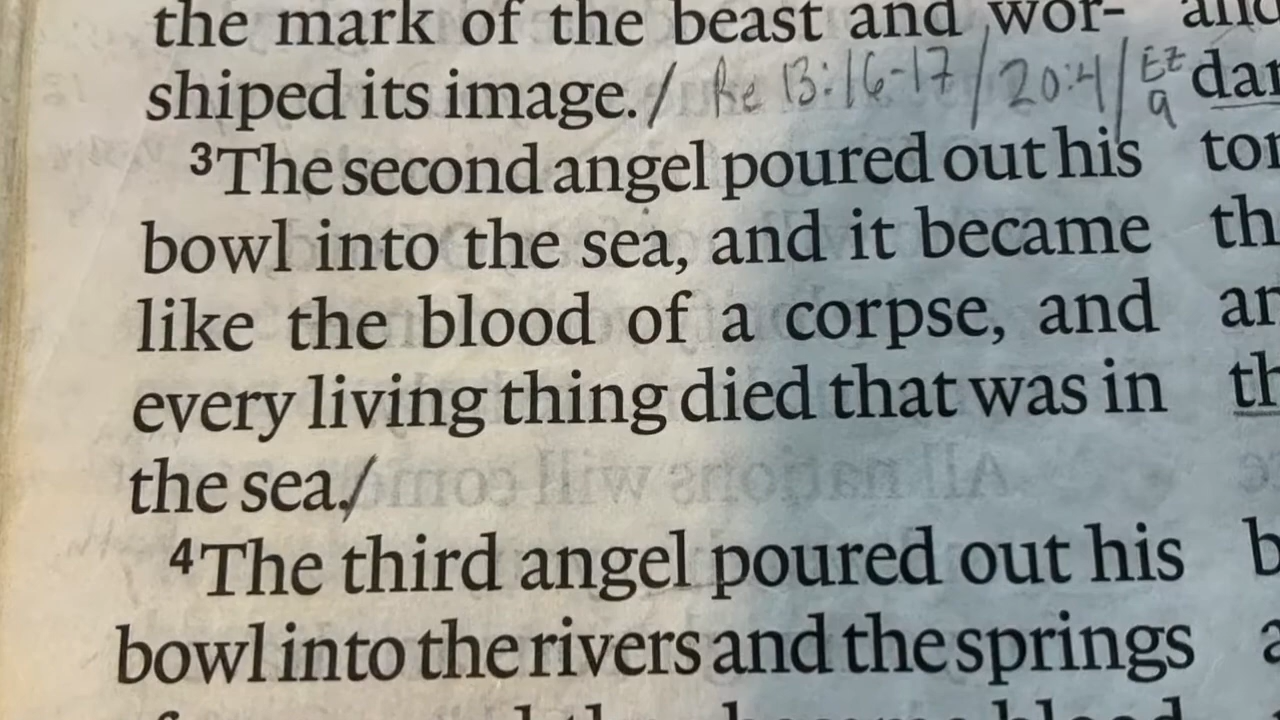 the mark of the beast and wor-
shiped its image./ Re 13:16-17/20:4/Ez 9
³The second angel poured out his
bowl into the sea, and it became
like the blood of a corpse, and
every living thing died that was in
the sea./
⁴The third angel poured out his
bowl into the rivers and the springs